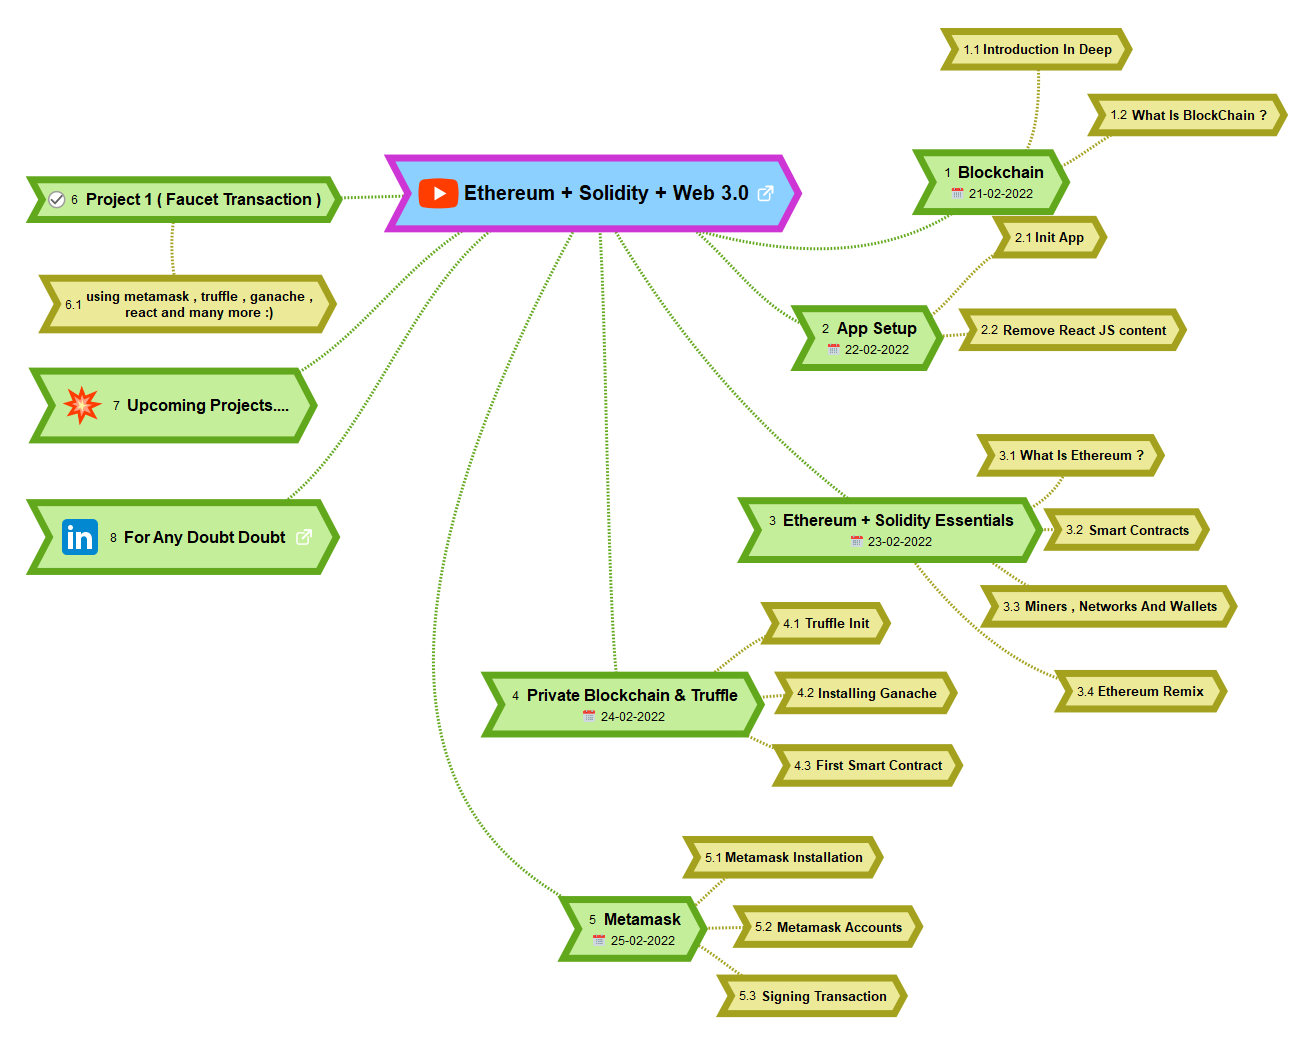 Ethereum + Solidity + Web 3.0
1 Blockchain
21-02-2022
1.1 Introduction In Deep
1.2 What Is BlockChain ?
2 App Setup
22-02-2022
2.1 Init App
2.2 Remove React JS content
3 Ethereum + Solidity Essentials
23-02-2022
3.1 What Is Ethereum ?
3.2 Smart Contracts
3.3 Miners , Networks And Wallets
3.4 Ethereum Remix
4 Private Blockchain & Truffle
24-02-2022
4.1 Truffle Init
4.2 Installing Ganache
4.3 First Smart Contract
5 Metamask
25-02-2022
5.1 Metamask Installation
5.2 Metamask Accounts
5.3 Signing Transaction
6 Project 1 ( Faucet Transaction )
6.1 using metamask , truffle , ganache ,
react and many more :)
7 Upcoming Projects....
in
8 For Any Doubt Doubt